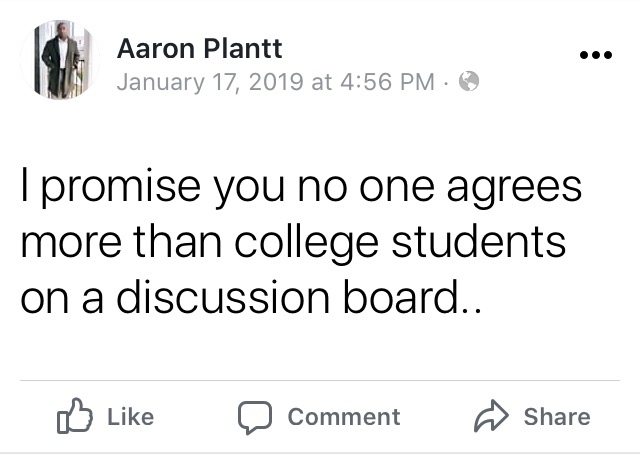 Aaron Plantt
January 17, 2019 at 4:56 PM ·
I promise you no one agrees
more than college students
on a discussion board..
Like Comment Share